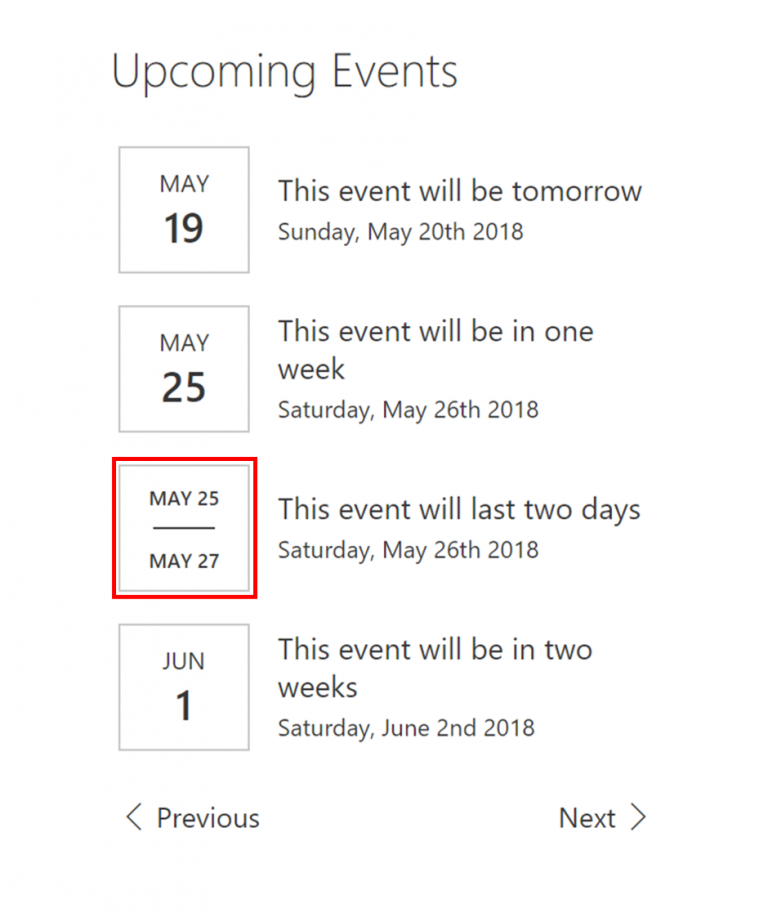 Upcoming Events
MAY
19
This event will be tomorrow
Sunday, May 20th 2018
MAY
25
This event will be in one
week
Saturday, May 26th 2018
MAY 25
MAY 27
This event will last two days
Saturday, May 26th 2018
JUN
1
This event will be in two
weeks
Saturday, June 2nd 2018
Previous
Next